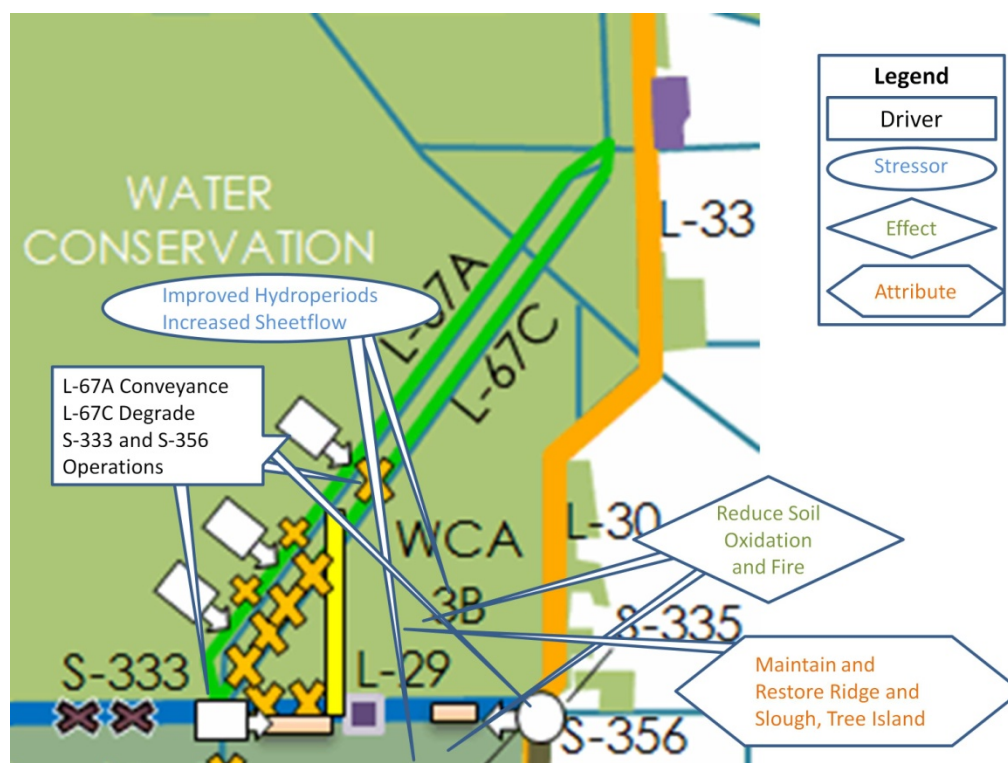 WATER
CONSERVATION
L-67A
L-67C
Improved Hydroperiods
Increased Sheetflow
L-67A Conveyance
L-67C Degrade
S-333 and S-356
Operations
WCA
3B
S-333
L-29
L-33
L-30
S-335
S-356
Reduce Soil
Oxidation
and Fire
Maintain and
Restore Ridge and
Slough, Tree Island
Legend
Driver
Stressor
Effect
Attribute